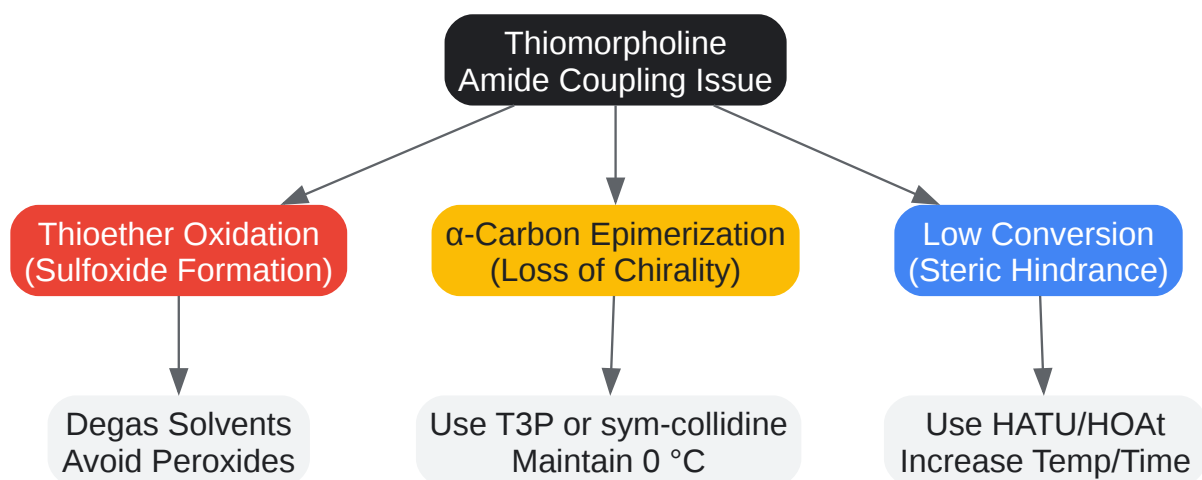 Thiomorpholine
Amide Coupling Issue
Thioether Oxidation
(Sulfoxide Formation)
α-Carbon Epimerization
(Loss of Chirality)
Low Conversion
(Steric Hindrance)
Degas Solvents
Avoid Peroxides
Use T3P or sym-collidine
Maintain 0 °C
Use HATU/HOAt
Increase Temp/Time